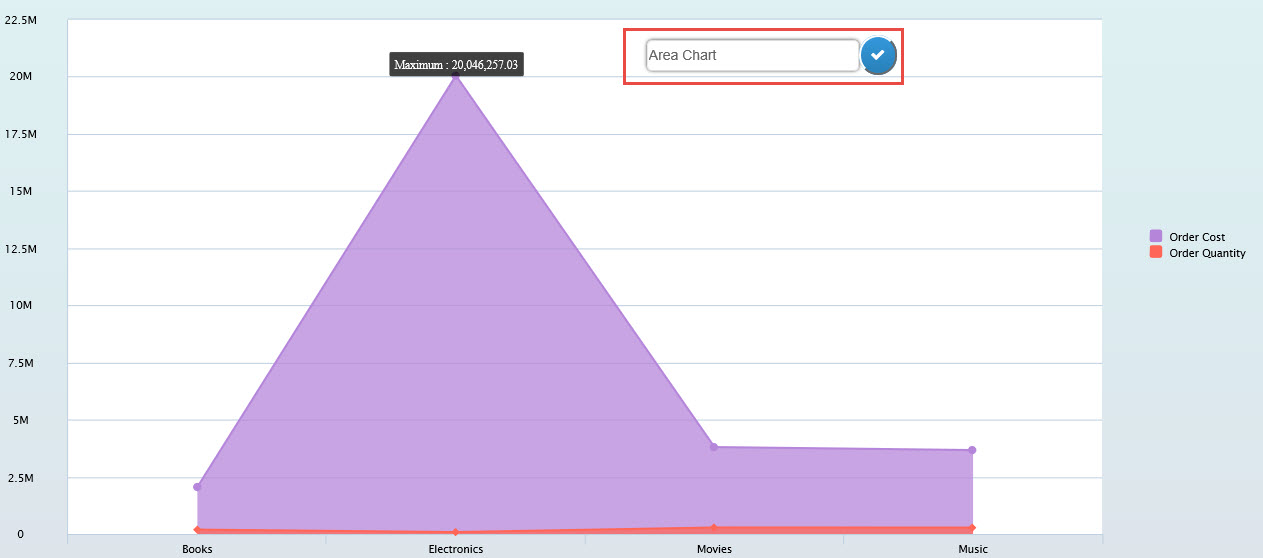 22.5M
Area Chart
Maximum : 20,046,257.03
20M
17.5M
15M
12.5M
10M
7.5M
5M
2.5M
0
Books Electronics Movies Music
Order Cost
Order Quantity